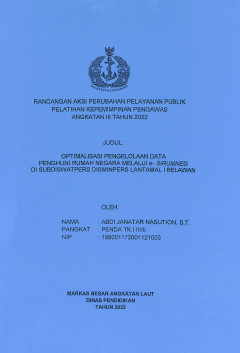 RANCANGAN AKSI PERUBAHAN PELAYANAN PUBLIK
PELATIHAN KEPEMIMPINAN PENGAWAS
ANGKATAN III TAHUN 2022
JUDUL:
OPTIMALISASI PENGELOLAAN DATA
PENGHUNI RUMAH NEGARA MELALUI e- SIRUMNEG
DI SUBDISWATPERS DISMINPERS LANTAMAL I BELAWAN
OLEH:
NAMA : ABDI JANATAR NASUTION, S.T.
PANGKAT : PENDA TK.I III/b
NIP : 198001172001121003
MARKAS BESAR ANGKATAN LAUT
DINAS PENDIDIKAN
TAHUN 2022